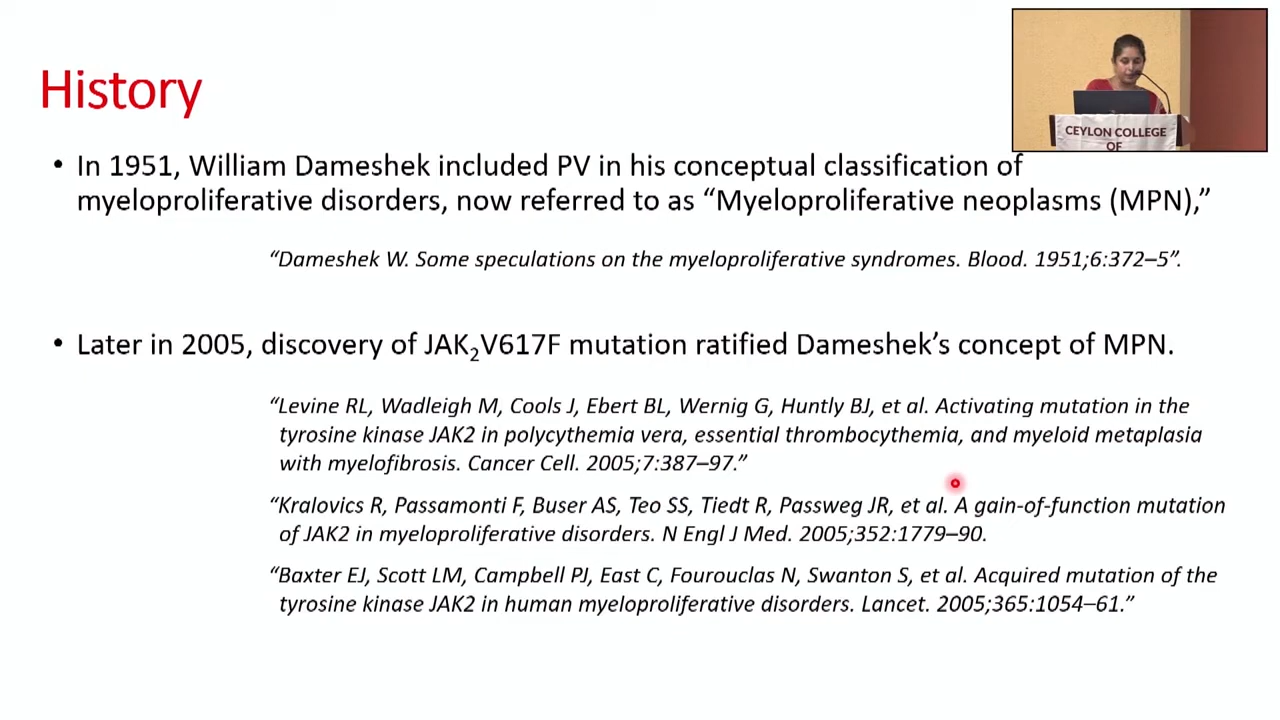 History
CEYLON COLLEGE
OF
• In 1951, William Dameshek included PV in his conceptual classification of
myeloproliferative disorders, now referred to as “Myeloproliferative neoplasms (MPN),”
“Dameshek W. Some speculations on the myeloproliferative syndromes. Blood. 1951;6:372–5”.
• Later in 2005, discovery of JAK₂V617F mutation ratified Dameshek’s concept of MPN.
“Levine RL, Wadleigh M, Cools J, Ebert BL, Wernig G, Huntly BJ, et al. Activating mutation in the
tyrosine kinase JAK2 in polycythemia vera, essential thrombocythemia, and myeloid metaplasia
with myelofibrosis. Cancer Cell. 2005;7:387–97.”
“Kralovics R, Passamonti F, Buser AS, Teo SS, Tiedt R, Passweg JR, et al. A gain-of-function mutation
of JAK2 in myeloproliferative disorders. N Engl J Med. 2005;352:1779–90.
“Baxter EJ, Scott LM, Campbell PJ, East C, Fourouclas N, Swanton S, et al. Acquired mutation of the
tyrosine kinase JAK2 in human myeloproliferative disorders. Lancet. 2005;365:1054–61.”